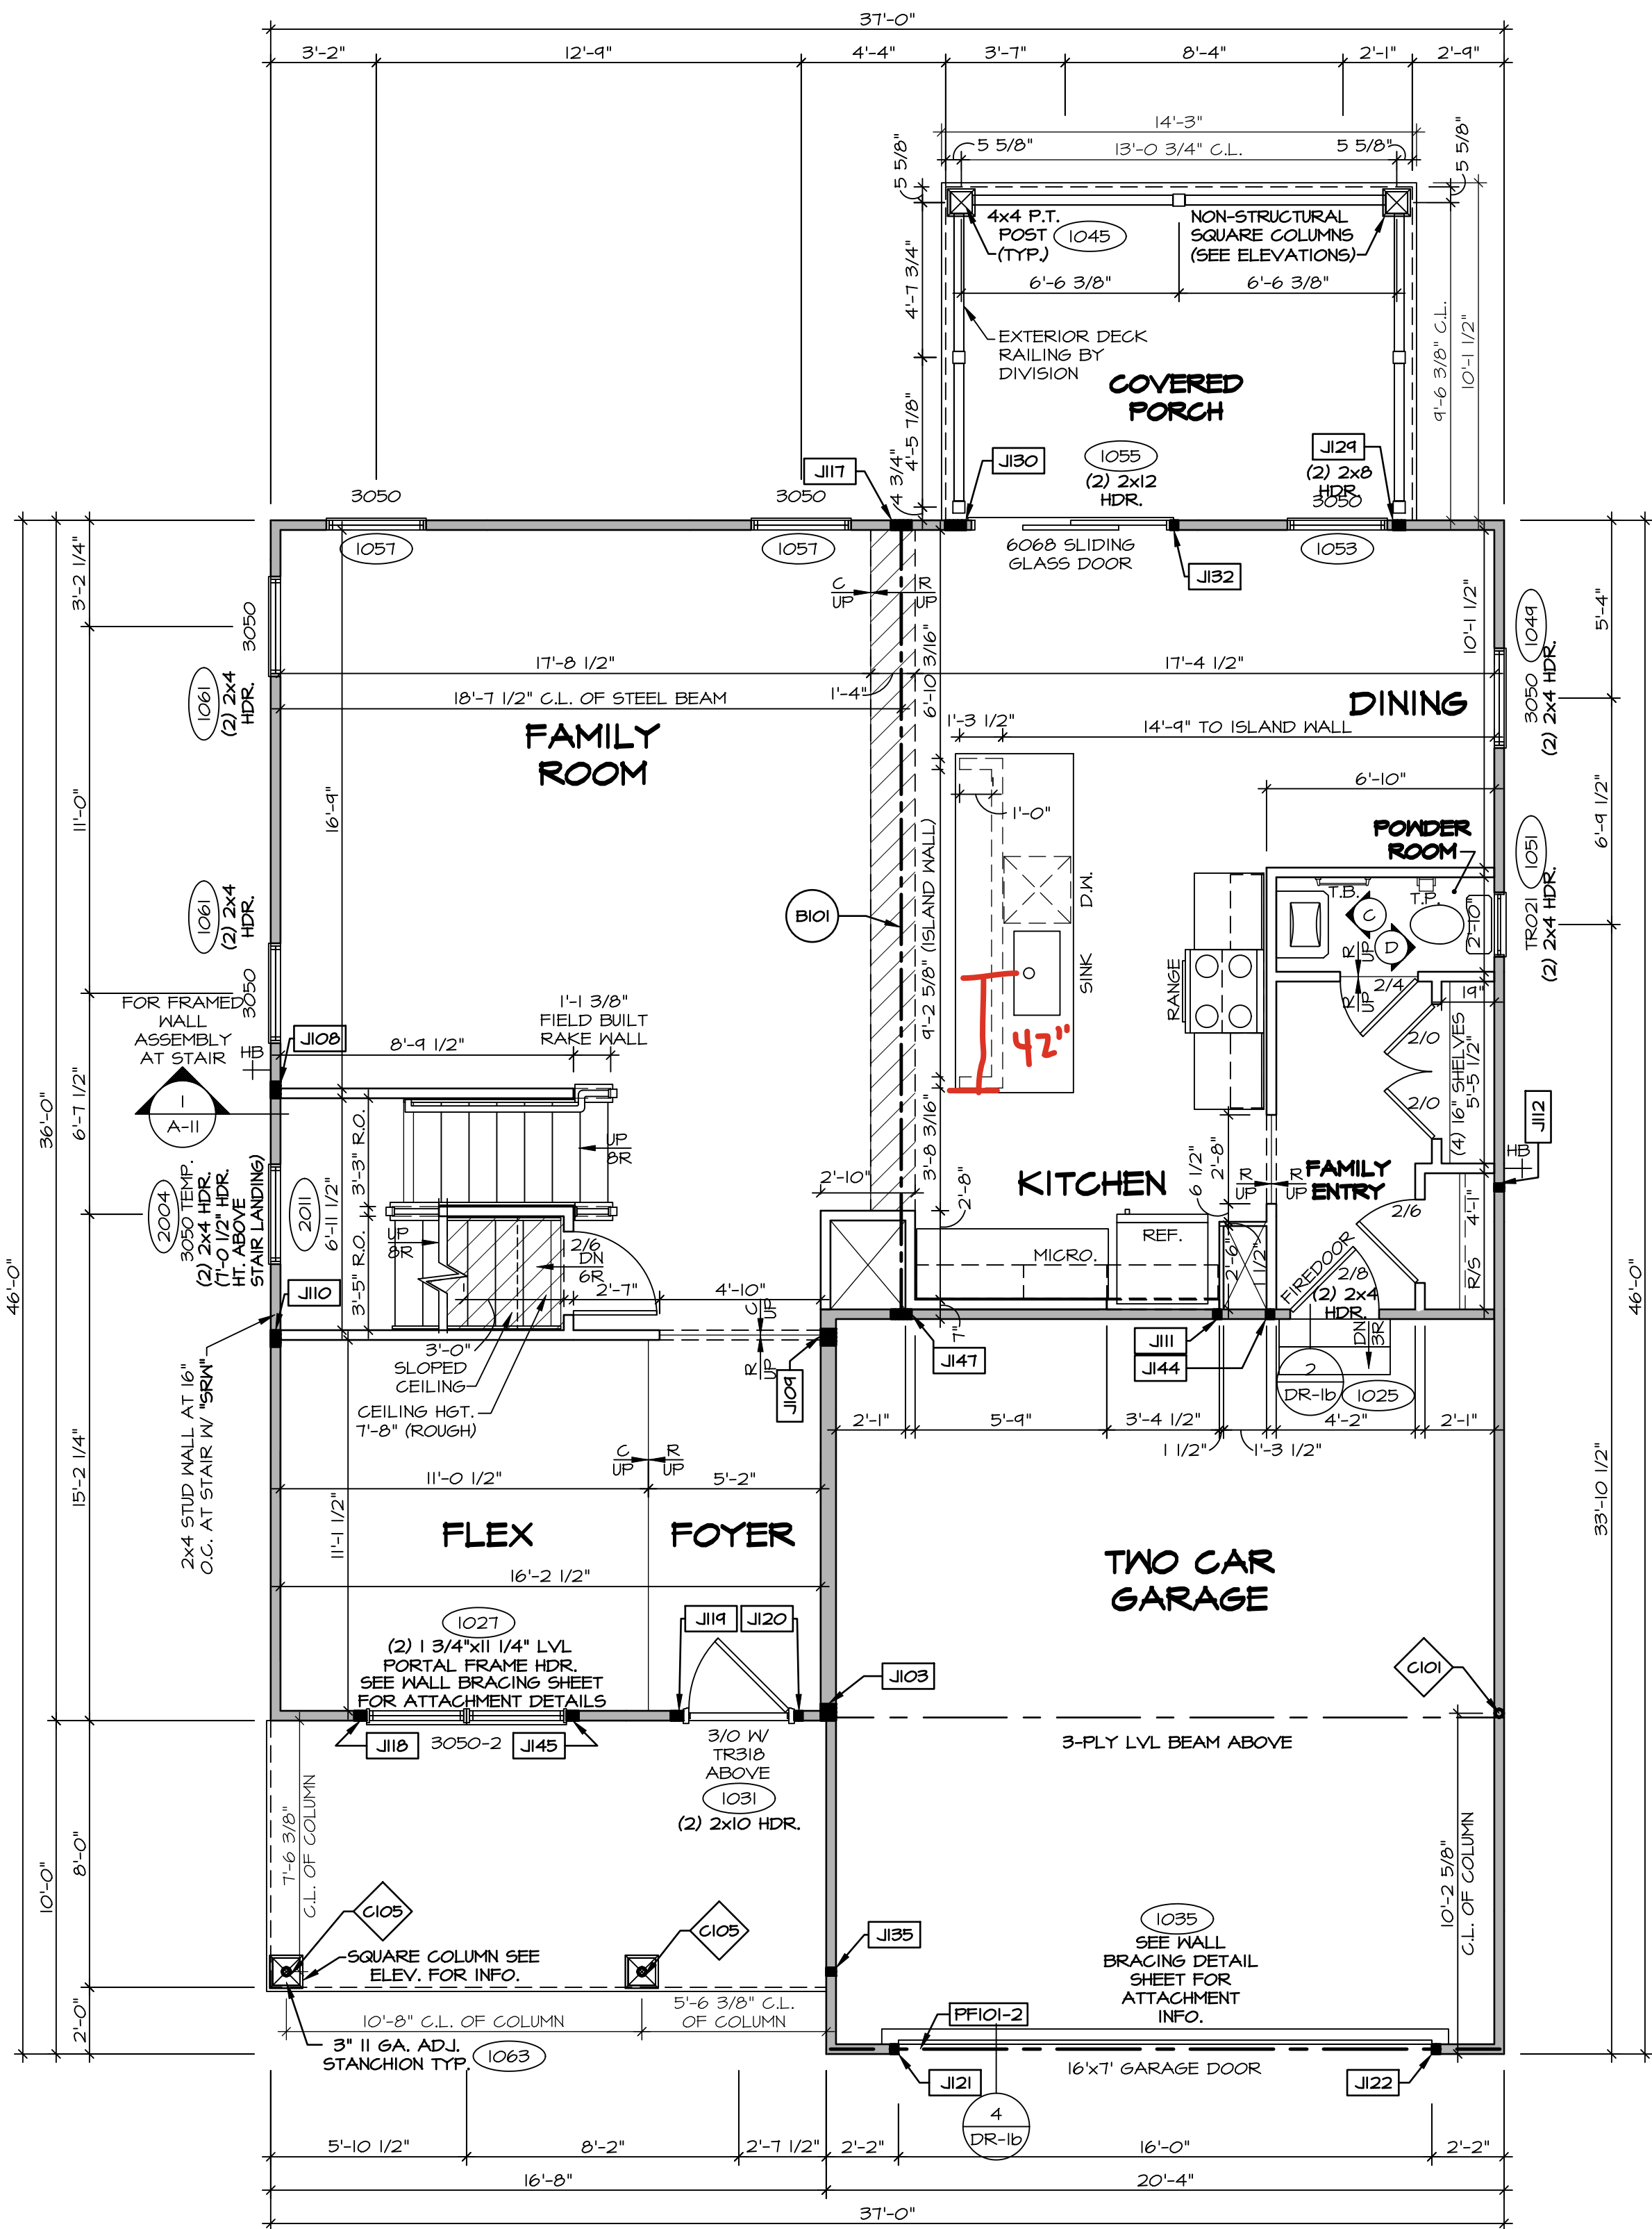 37'-0"
3'-2"
12'-9"
4'-4"
3'-7"
8'-4"
2'-1"
2'-9"
14'-3"
5 5/8"
13'-0 3/4" C.L.
5 5/8"
5 5/8"
5 5/8"
4x4 P.T.
POST
(TYP.)
1045
NON-STRUCTURAL
SQUARE COLUMNS
(SEE ELEVATIONS)
6'-6 3/8"
6'-6 3/8"
4'-7 3/4"
4'-5 7/8"
4 3/4"
9'-6 3/8" C.L.
10'-1 1/2"
EXTERIOR DECK
RAILING BY
DIVISION
COVERED
PORCH
J117
J130
1055
(2) 2x12
HDR.
J129
(2) 2x8
HDR.
3050
3050
3050
1057
1057
6068 SLIDING
GLASS DOOR
J132
1053
C
UP
R
UP
3'-2 1/4"
3050
1061
(2) 2x4
HDR.
17'-8 1/2"
17'-4 1/2"
1'-4"
18'-7 1/2" C.L. OF STEEL BEAM
6'-10 3/16"
10'-1 1/2"
1049
3050
(2) 2x4 HDR.
5'-4"
FAMILY
ROOM
DINING
1'-3 1/2"
14'-9" TO ISLAND WALL
6'-10"
11'-0"
16'-9"
1'-0"
6'-9 1/2"
POWDER
ROOM
1051
TR021
(2) 2x4 HDR.
T.B.
T.P.
C
D
2'-10"
R
UP
R
UP
2/4
19"
1061
(2) 2x4
HDR.
3050
B101
9'-2 5/8" (ISLAND WALL)
D.W.
SINK
RANGE
42"
FOR FRAMED
WALL
ASSEMBLY
AT STAIR
HB
J108
1
A-11
8'-9 1/2"
1'-1 3/8"
FIELD BUILT
RAKE WALL
2/0
2/0
(4) 16" SHELVES
5'-5 1/2"
J112
HB
36'-0"
46'-0"
6'-7 1/2"
2004
3050 TEMP.
(2) 2x4 HDR.
(7'-0 1/2" HDR.
HT. ABOVE
STAIR LANDING)
2011
6'-11 1/2"
3'-3" R.O.
3'-5" R.O.
UP
8R
UP
8R
2/6
DN
6R
2'-7"
4'-10"
C
UP
R
UP
2'-10"
3'-8 3/16"
2'-8"
KITCHEN
6 1/2"
2'-8"
R
UP
R
UP
FAMILY
ENTRY
2/6
4'-1"
R/S
MICRO.
REF.
2'-6"
1 1/2"
FIREDOOR
2/8
(2) 2x4
HDR.
7"
J110
J109
J147
J111
J144
DN
3R
2
DR-1b
1025
46'-0"
3'-0"
SLOPED
CEILING
CEILING HGT.
7'-8" (ROUGH)
2x4 STUD WALL AT 16"
O.C. AT STAIR W/ "SRW"
2'-1"
5'-9"
3'-4 1/2"
1 1/2"
1'-3 1/2"
4'-2"
2'-1"
15'-2 1/4"
C
UP
R
UP
11'-0 1/2"
5'-2"
11'-1 1/2"
FLEX
FOYER
16'-2 1/2"
TWO CAR
GARAGE
33'-10 1/2"
1027
(2) 1 3/4"x11 1/4" LVL
PORTAL FRAME HDR.
SEE WALL BRACING SHEET
FOR ATTACHMENT DETAILS
J119
J120
J103
C101
J118
3050-2
J145
3/0 W/
TR318
ABOVE
1031
(2) 2x10 HDR.
3-PLY LVL BEAM ABOVE
7'-6 3/8"
C.L. OF COLUMN
8'-0"
10'-0"
2'-0"
10'-2 5/8"
C.L. OF COLUMN
C105
C105
SQUARE COLUMN SEE
ELEV. FOR INFO.
J135
1035
SEE WALL
BRACING DETAIL
SHEET FOR
ATTACHMENT
INFO.
10'-8" C.L. OF COLUMN
5'-6 3/8" C.L.
OF COLUMN
3" 11 GA. ADJ.
STANCHION TYP.
1063
PF101-2
16'x7' GARAGE DOOR
J121
J122
4
DR-1b
5'-10 1/2"
8'-2"
2'-7 1/2"
2'-2"
16'-0"
2'-2"
16'-8"
20'-4"
37'-0"